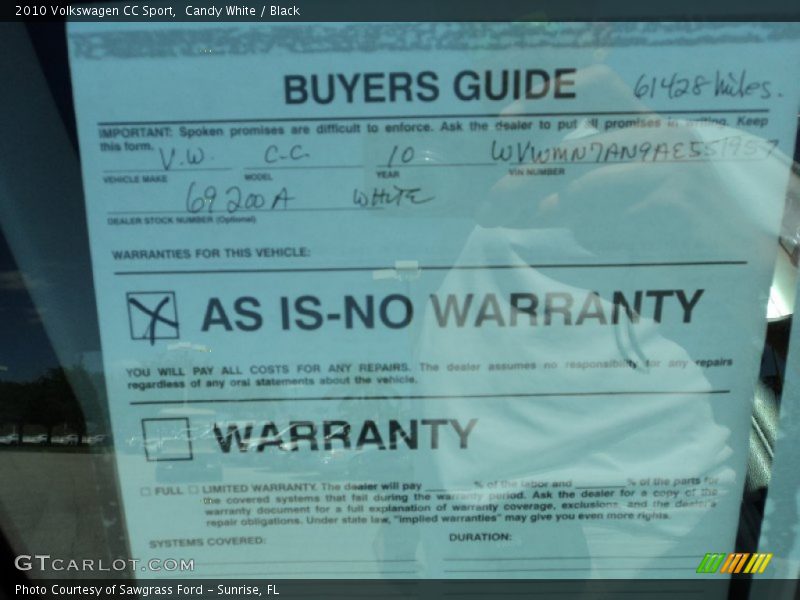 2010 Volkswagen CC Sport, Candy White / Black
BUYERS GUIDE 61428 miles.
IMPORTANT: Spoken promises are difficult to enforce. Ask the dealer to put all promises in writing. Keep
this form.
V.W. C.C. 10 WVWMN7AN9AE551957
VEHICLE MAKE MODEL YEAR VIN NUMBER
69200A WHITE
DEALER STOCK NUMBER (Optional)
WARRANTIES FOR THIS VEHICLE:
X AS IS-NO WARRANTY
YOU WILL PAY ALL COSTS FOR ANY REPAIRS. The dealer assumes no responsibility for any repairs
regardless of any oral statements about the vehicle.
WARRANTY
FULL LIMITED WARRANTY. The dealer will pay % of the labor and % of the parts for
the covered systems that fail during the warranty period. Ask the dealer for a copy of the
warranty document for a full explanation of warranty coverage, exclusions, and the dealer's
repair obligations. Under state law, "implied warranties" may give you even more rights.
SYSTEMS COVERED: DURATION:
GTCARLOT.COM
Photo Courtesy of Sawgrass Ford - Sunrise, FL